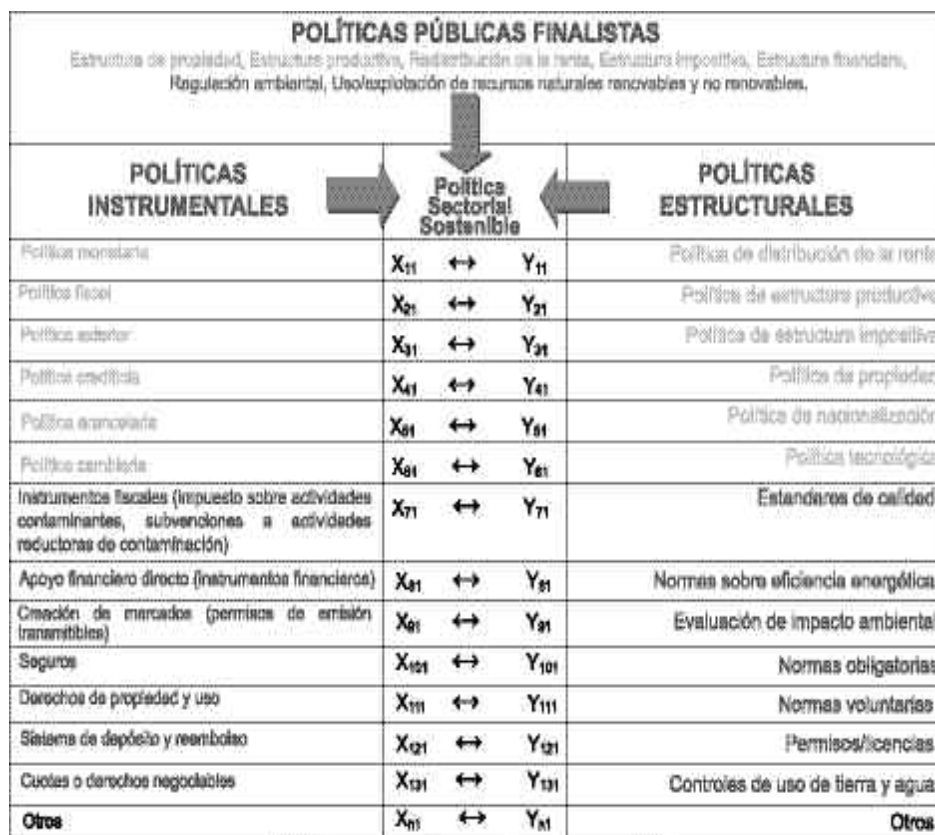 POLÍTICAS PÚBLICAS FINALISTAS
Estructura de propiedad, Estructura productiva, Redistribución de la renta, Estructura impositiva, Estructura financiera,
Regulación ambiental, Uso/explotación de recursos naturales renovables y no renovables.
POLÍTICAS
INSTRUMENTALES
Política
Sectorial
Sostenible
POLÍTICAS
ESTRUCTURALES
Política monetaria X11 ↔ Y11 Política de distribución de la renta
Política fiscal X21 ↔ Y21 Política de estructura productiva
Política exterior X31 ↔ Y31 Política de estructura impositiva
Política crediticia X41 ↔ Y41 Política de propiedad
Política arancelaria X51 ↔ Y51 Política de nacionalización
Política cambiaria X61 ↔ Y61 Política tecnológica
Instrumentos fiscales (impuesto sobre actividades
contaminantes, subvenciones a actividades
reductoras de contaminación)
X71 ↔ Y71 Estandares de calidad
Apoyo financiero directo (instrumentos financieros) X81 ↔ Y81 Normas sobre eficiencia energética
Creación de mercados (permisos de emisión
transmitibles)
X91 ↔ Y91 Evaluación de impacto ambiental
Seguros X101 ↔ Y101 Normas obligatorias
Derechos de propiedad y uso X111 ↔ Y111 Normas voluntarias
Sistema de depósito y reembolso X121 ↔ Y121 Permisos/licencias
Cuotas o derechos negociables X131 ↔ Y131 Controles de uso de tierra y agua
Otros Xn1 ↔ Yn1 Otros